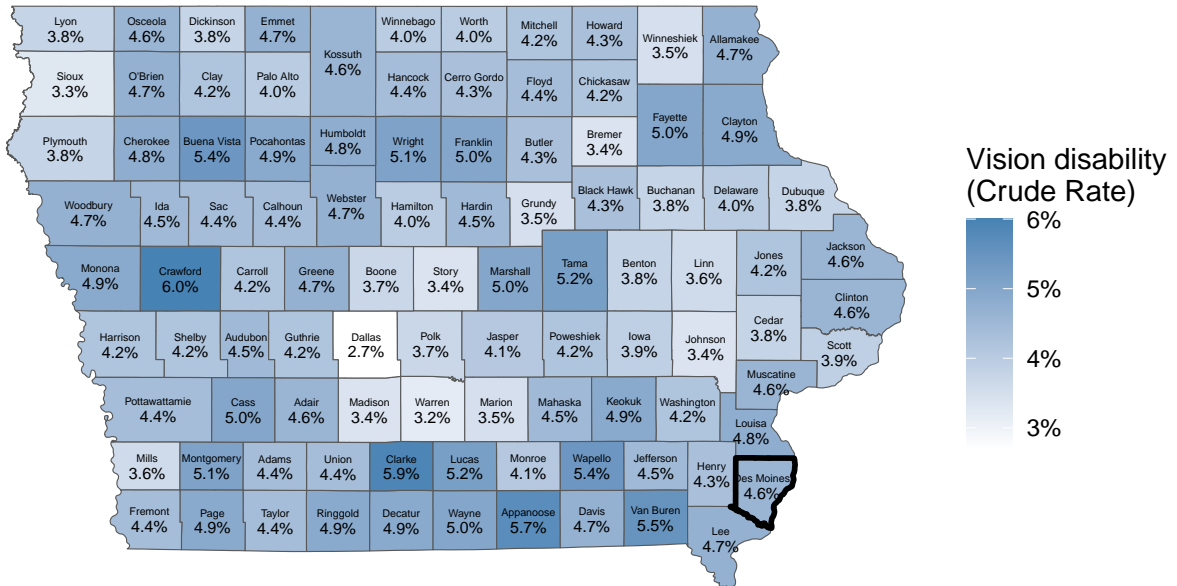 Lyon
3.8%
Osceola
4.6%
Dickinson
3.8%
Emmet
4.7%
Kossuth
4.6%
Winnebago
4.0%
Worth
4.0%
Mitchell
4.2%
Howard
4.3%
Winneshiek
3.5%
Allamakee
4.7%
Sioux
3.3%
O'Brien
4.7%
Clay
4.2%
Palo Alto
4.0%
Hancock
4.4%
Cerro Gordo
4.3%
Floyd
4.4%
Chickasaw
4.2%
Fayette
5.0%
Clayton
4.9%
Plymouth
3.8%
Cherokee
4.8%
Buena Vista
5.4%
Pocahontas
4.9%
Humboldt
4.8%
Wright
5.1%
Franklin
5.0%
Butler
4.3%
Bremer
3.4%
Woodbury
4.7%
Ida
4.5%
Sac
4.4%
Calhoun
4.4%
Webster
4.7%
Hamilton
4.0%
Hardin
4.5%
Grundy
3.5%
Black Hawk
4.3%
Buchanan
3.8%
Delaware
4.0%
Dubuque
3.8%
Monona
4.9%
Crawford
6.0%
Carroll
4.2%
Greene
4.7%
Boone
3.7%
Story
3.4%
Marshall
5.0%
Tama
5.2%
Benton
3.8%
Linn
3.6%
Jones
4.2%
Jackson
4.6%
Clinton
4.6%
Harrison
4.2%
Shelby
4.2%
Audubon
4.5%
Guthrie
4.2%
Dallas
2.7%
Polk
3.7%
Jasper
4.1%
Poweshiek
4.2%
Iowa
3.9%
Johnson
3.4%
Cedar
3.8%
Scott
3.9%
Muscatine
4.6%
Pottawattamie
4.4%
Cass
5.0%
Adair
4.6%
Madison
3.4%
Warren
3.2%
Marion
3.5%
Mahaska
4.5%
Keokuk
4.9%
Washington
4.2%
Louisa
4.8%
Mills
3.6%
Montgomery
5.1%
Adams
4.4%
Union
4.4%
Clarke
5.9%
Lucas
5.2%
Monroe
4.1%
Wapello
5.4%
Jefferson
4.5%
Henry
4.3%
Des Moines
4.6%
Fremont
4.4%
Page
4.9%
Taylor
4.4%
Ringgold
4.9%
Decatur
4.9%
Wayne
5.0%
Appanoose
5.7%
Davis
4.7%
Van Buren
5.5%
Lee
4.7%
Vision disability
(Crude Rate)
6%
5%
4%
3%